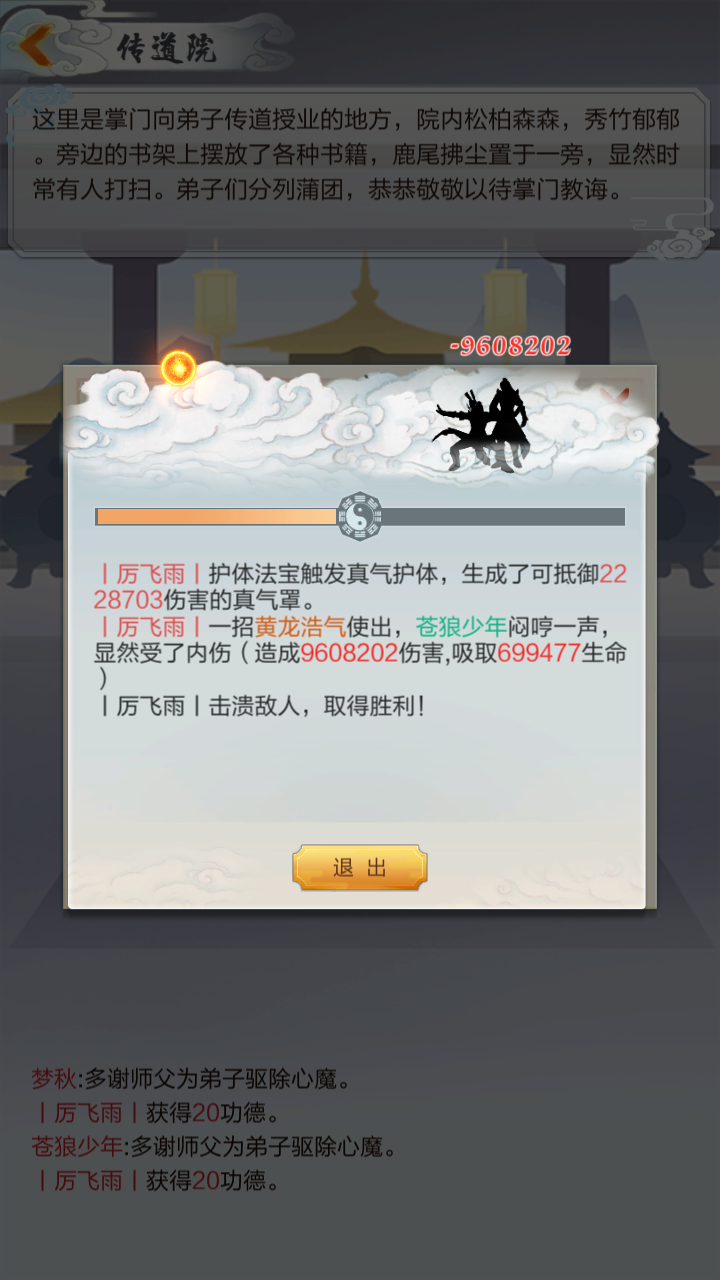 传道院
这里是掌门向弟子传道授业的地方，院内松柏森森，秀竹郁郁
。旁边的书架上摆放了各种书籍，鹿尾拂尘置于一旁，显然时
常有人打扫。弟子们分列蒲团，恭恭敬敬以待掌门教诲。
-9608202
丨厉飞雨丨护体法宝触发真气护体，生成了可抵御22
28703伤害的真气罩。
丨厉飞雨丨一招黄龙浩气使出，苍狼少年闷哼一声，
显然受了内伤（造成9608202伤害,吸取699477生命
）
丨厉飞雨丨击溃敌人，取得胜利！
退出
梦秋:多谢师父为弟子驱除心魔。
丨厉飞雨丨获得20功德。
苍狼少年:多谢师父为弟子驱除心魔。
丨厉飞雨丨获得20功德。